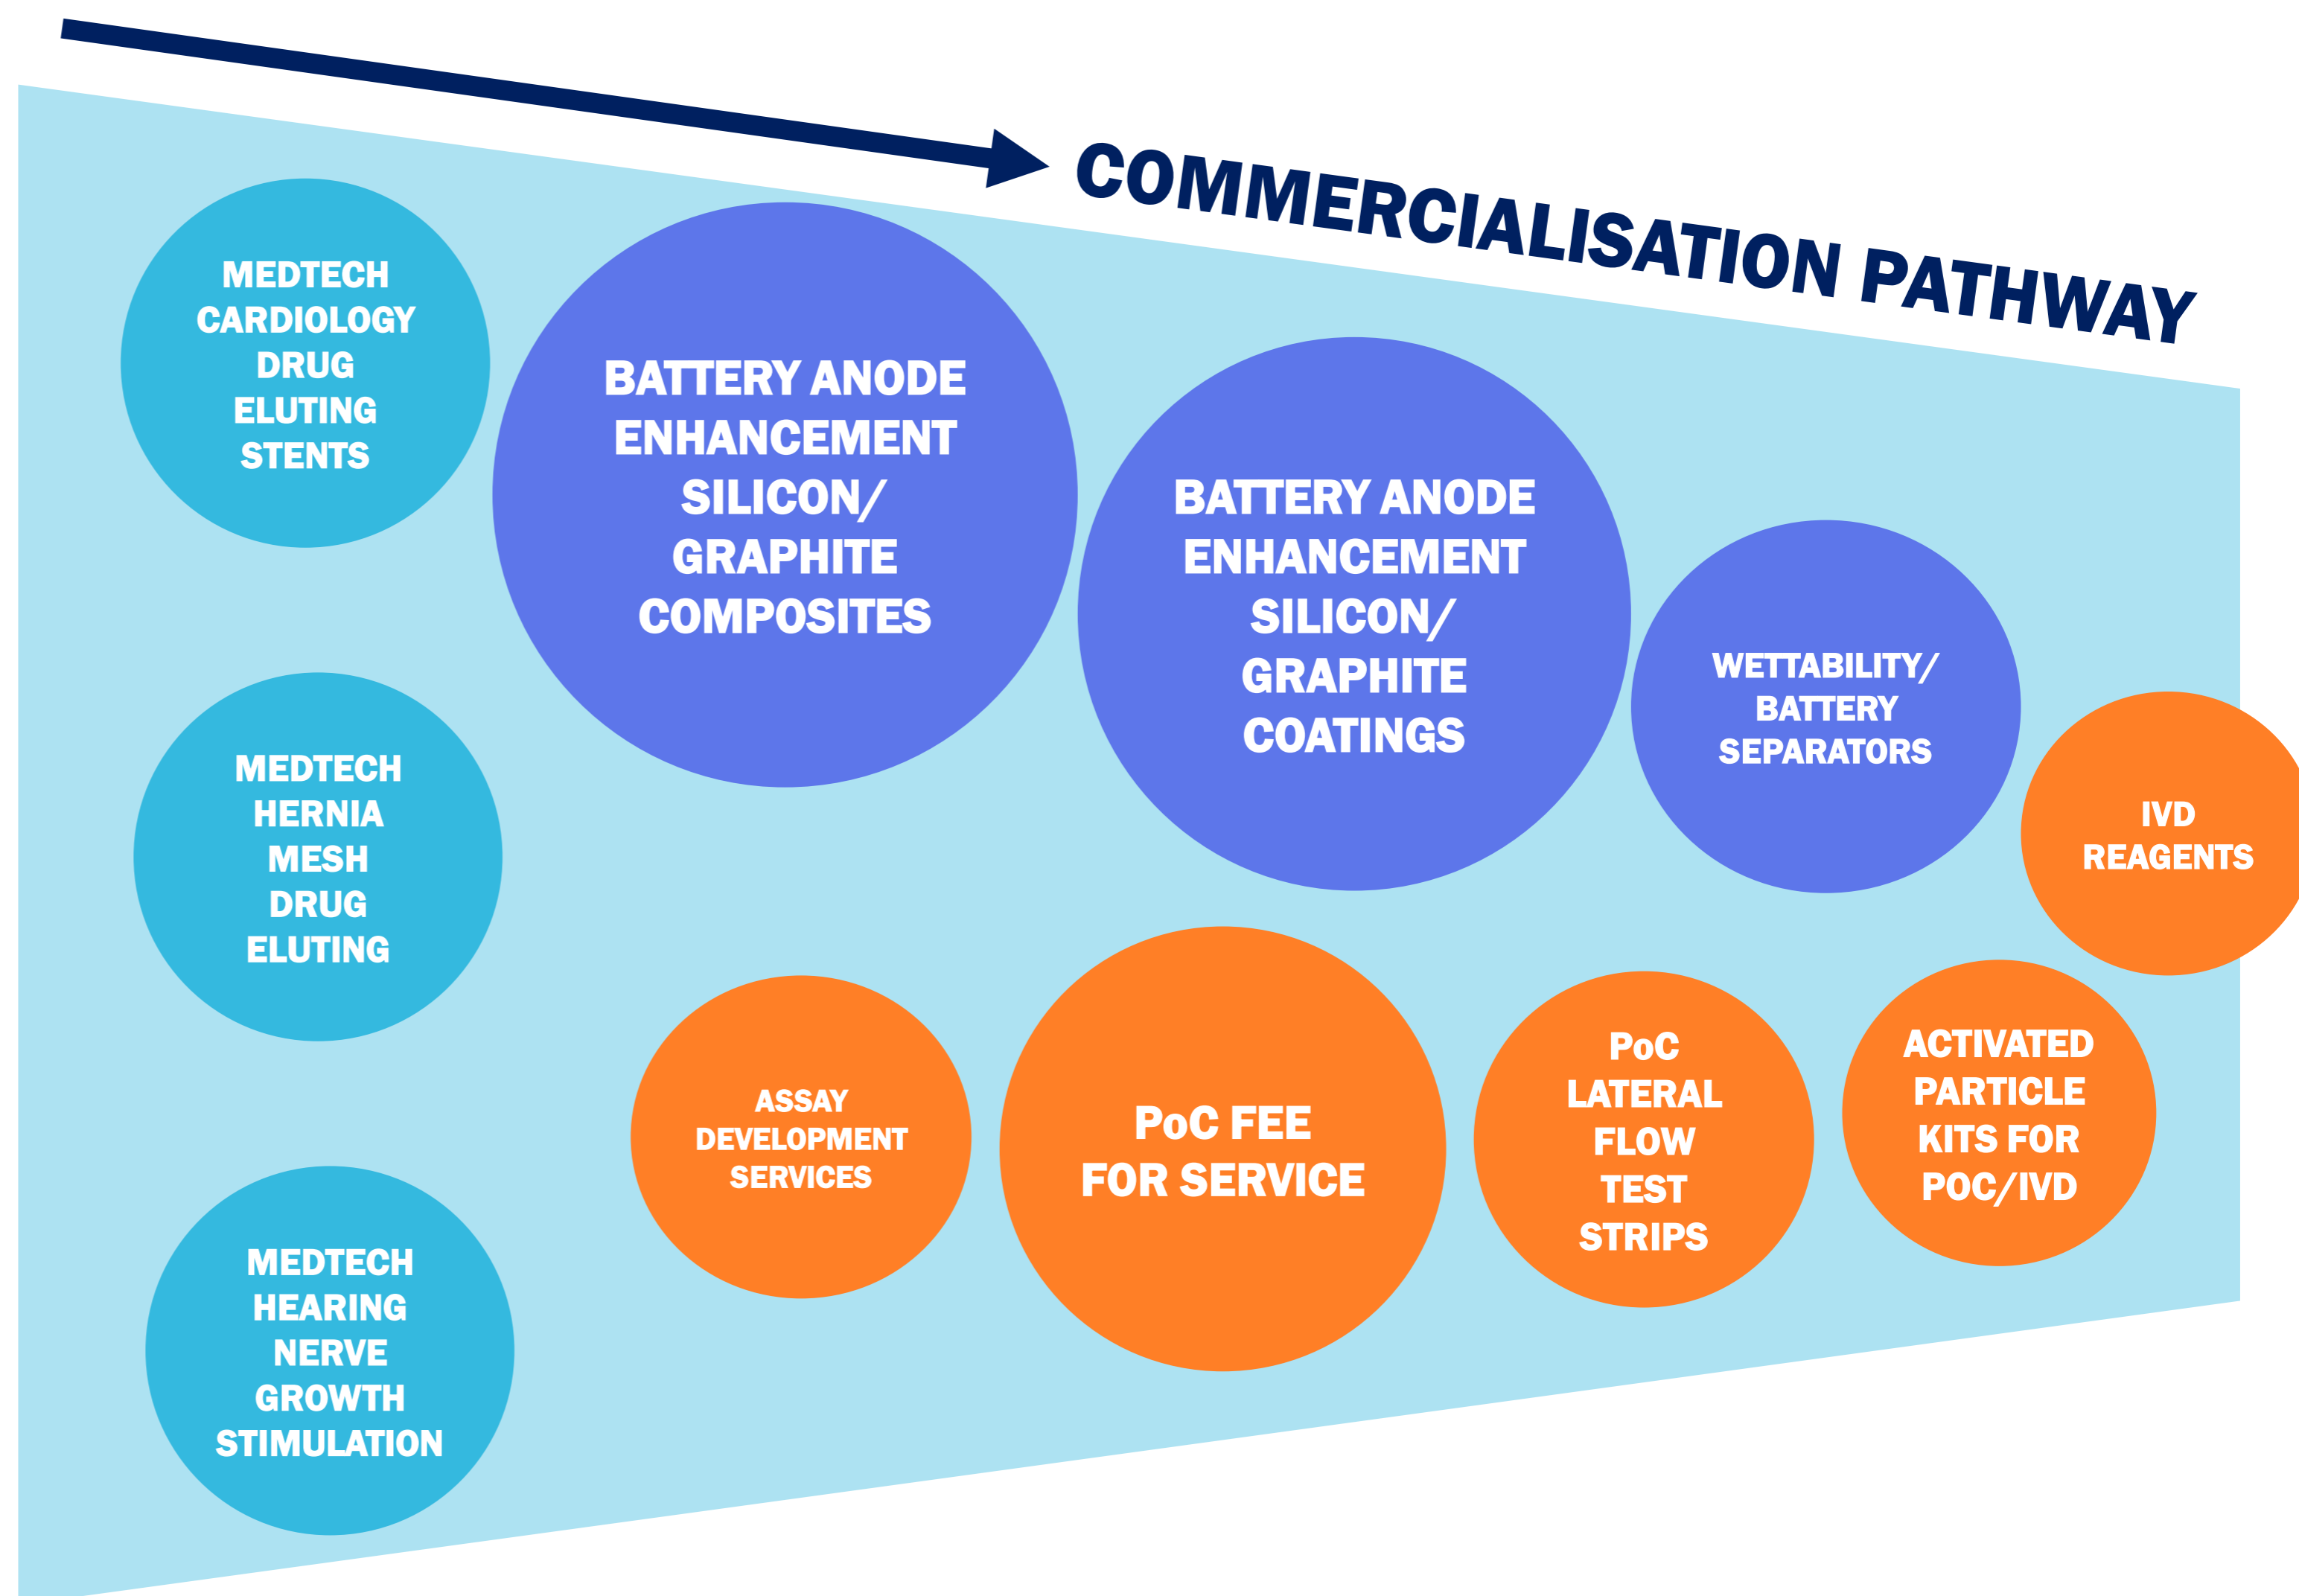 COMMERCIALISATION PATHWAY
MEDTECH
CARDIOLOGY
DRUG
ELUTING
STENTS
BATTERY ANODE
ENHANCEMENT
SILICON/
GRAPHITE
COMPOSITES
BATTERY ANODE
ENHANCEMENT
SILICON/
GRAPHITE
COATINGS
WETTABILITY/
BATTERY
SEPARATORS
IVD
REAGENTS
MEDTECH
HERNIA
MESH
DRUG
ELUTING
ASSAY
DEVELOPMENT
SERVICES
PoC FEE
FOR SERVICE
PoC
LATERAL
FLOW
TEST
STRIPS
ACTIVATED
PARTICLE
KITS FOR
POC/IVD
MEDTECH
HEARING
NERVE
GROWTH
STIMULATION